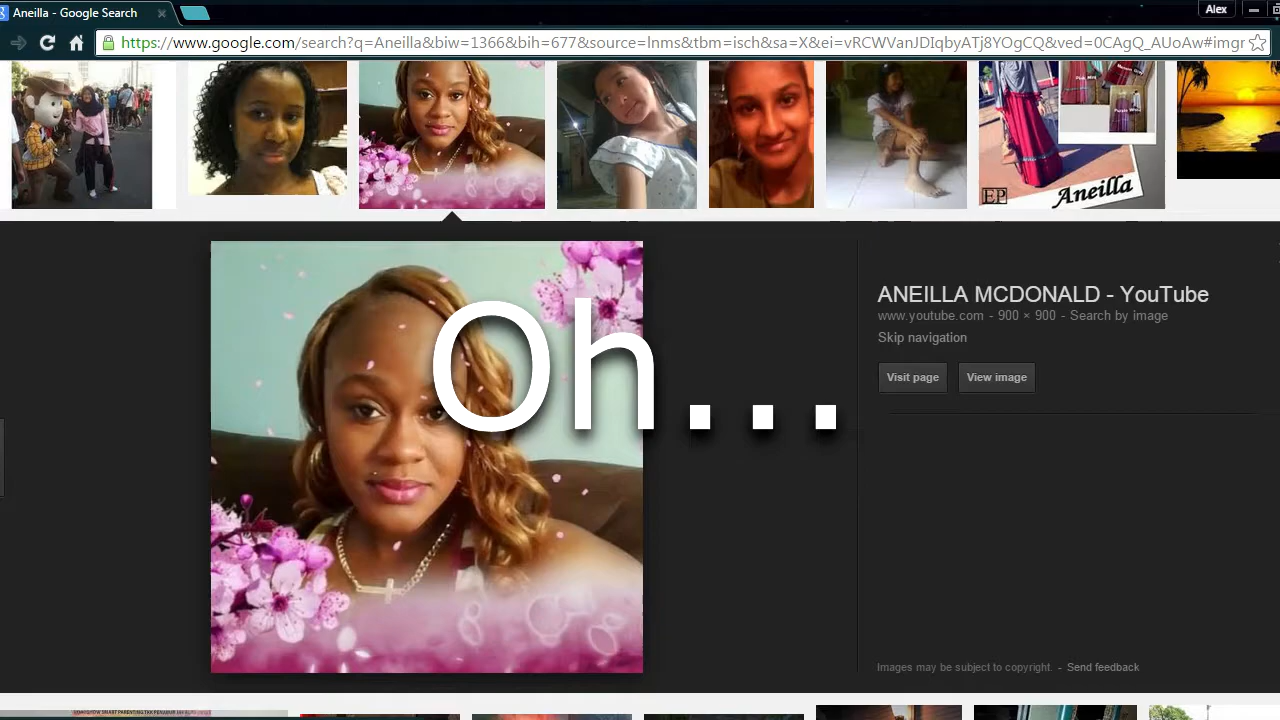 Aneilla - Google Search
Alex
https://www.google.com/search?q=Aneilla&biw=1366&bih=677&source=lnms&tbm=isch&sa=X&ei=vRCWVanJDIqbyATj8YOgCQ&ved=0CAgQ_AUoAw#imgr
EP
Aneilla
ANEILLA MCDONALD - YouTube
www.youtube.com - 900 × 900 - Search by image
Skip navigation
Visit page
View image
Oh...
Images may be subject to copyright. - Send feedback